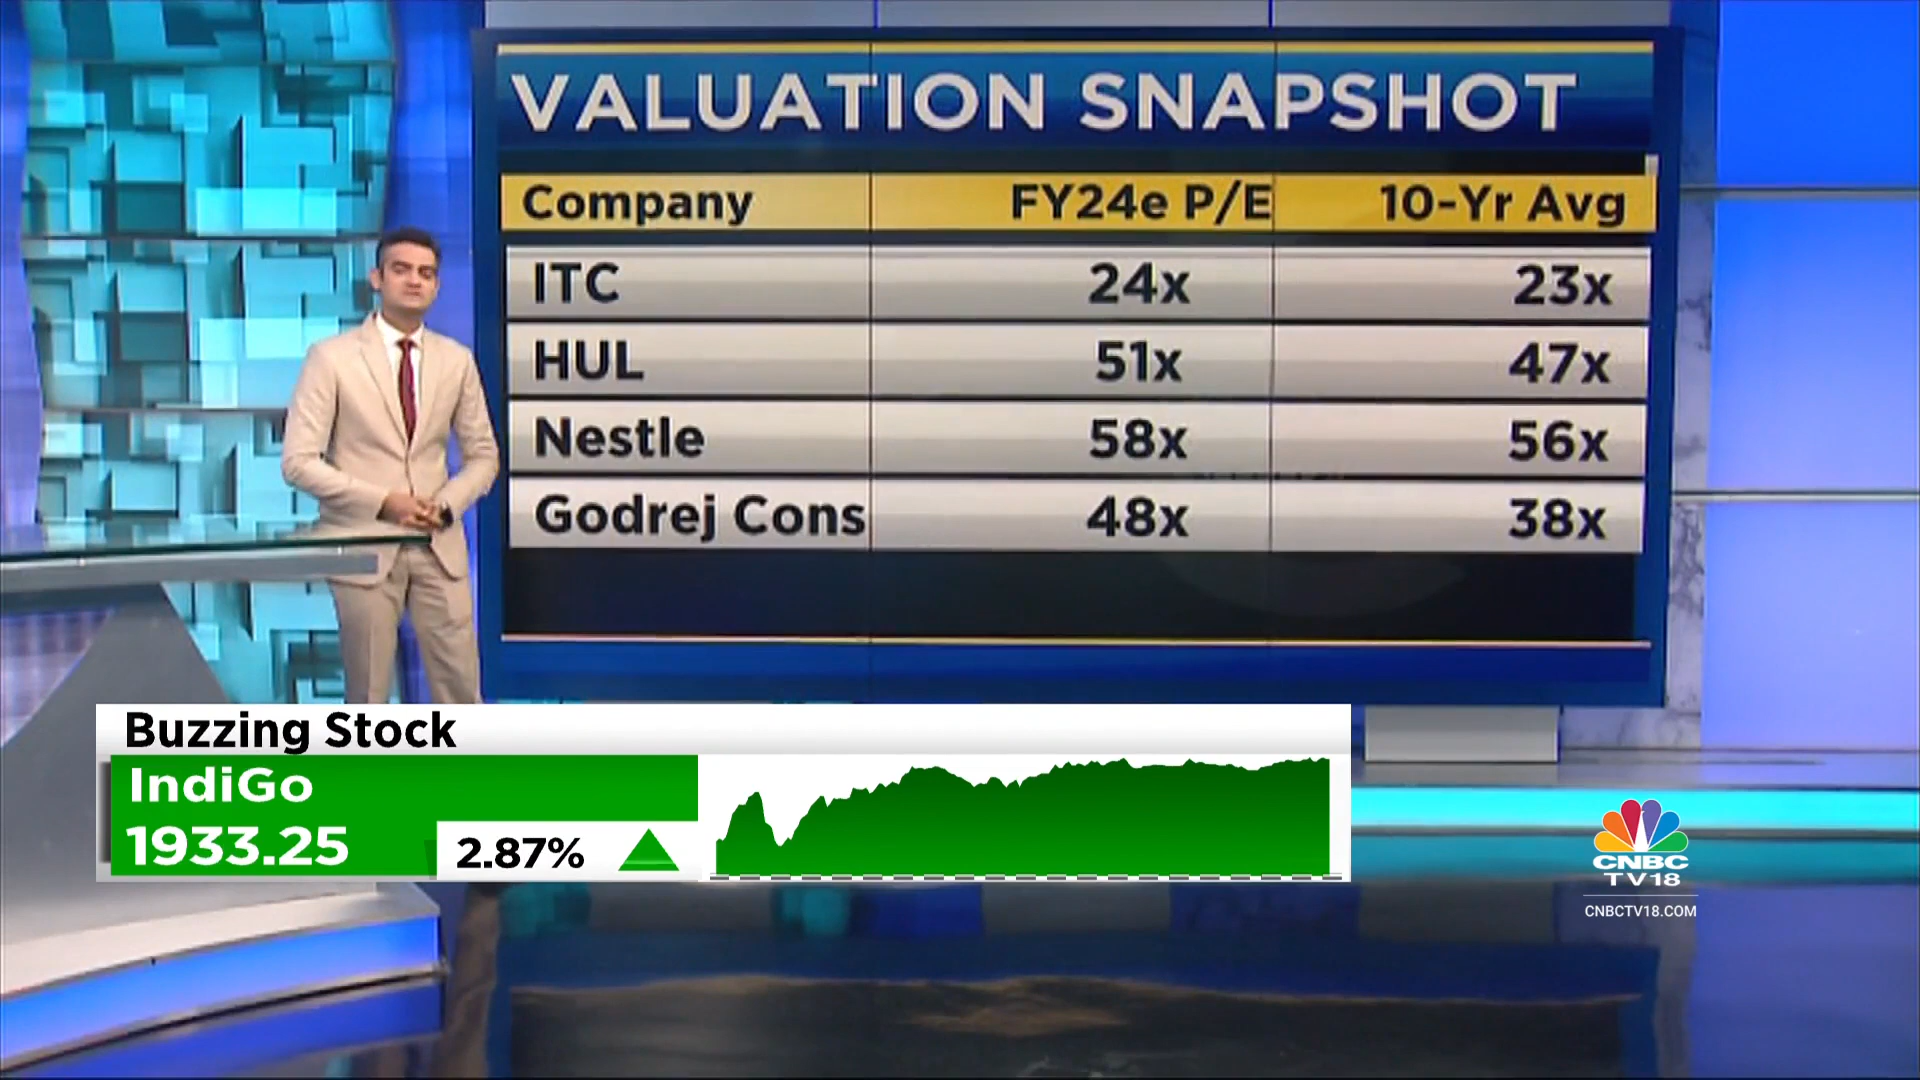 VALUATION SNAPSHOT
Company FY24e P/E 10-Yr Avg
ITC 24x 23x
HUL 51x 47x
Nestle 58x 56x
Godrej Cons 48x 38x
Buzzing Stock
IndiGo
1933.25 2.87%
CNBC
TV18
CNBCTV18.COM